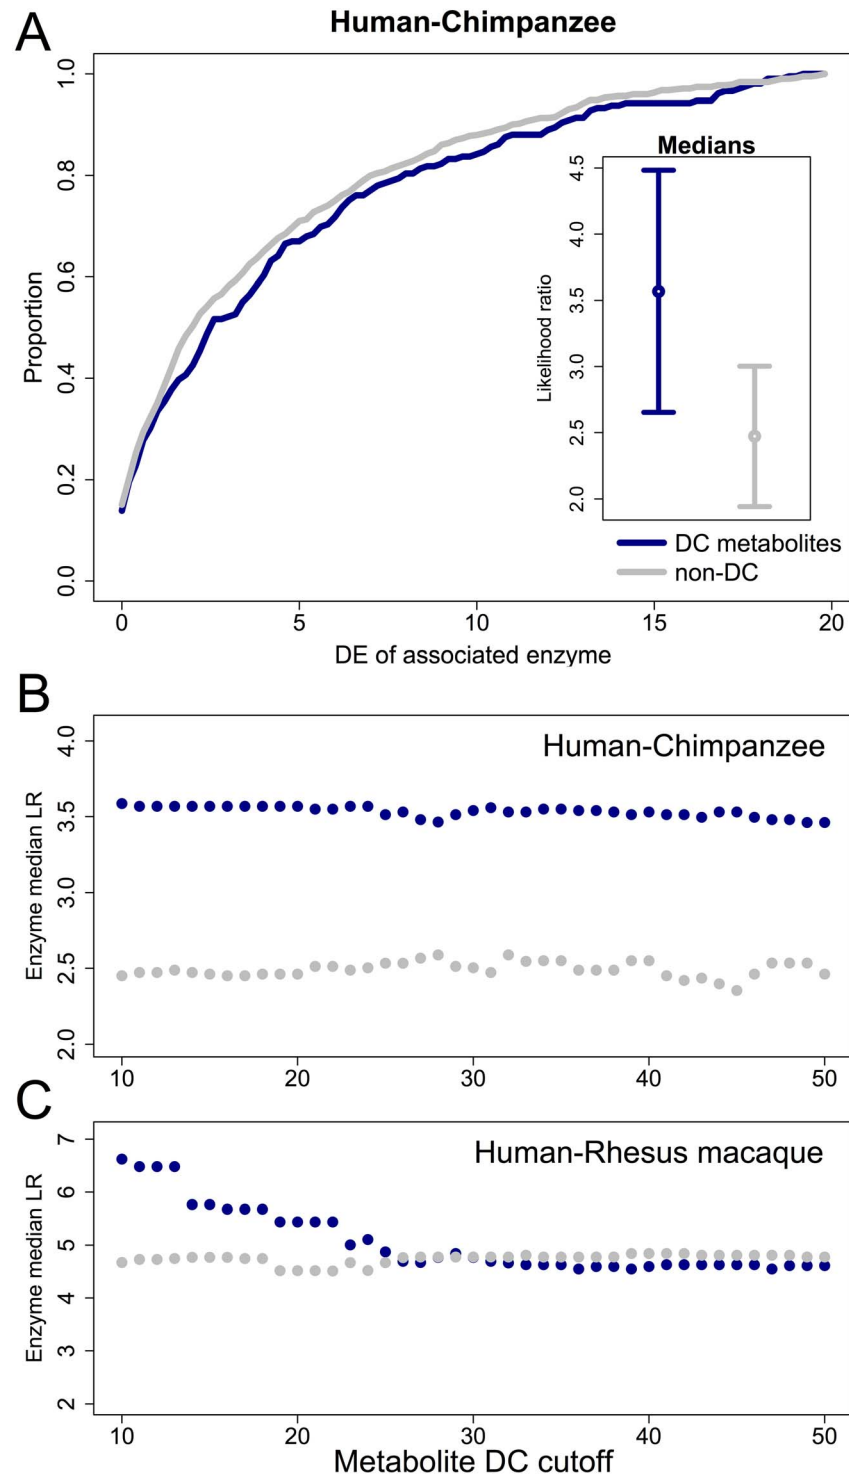 A
Human-Chimpanzee
1.0
0.8
0.6
0.4
0.2
0.0
Proportion
Medians
4.5
4.0
3.5
3.0
2.5
2.0
Likelihood ratio
DC metabolites
non-DC
0 5 10 15 20
DE of associated enzyme
B
Human-Chimpanzee
4.0
3.5
3.0
2.5
2.0
Enzyme median LR
10 20 30 40 50
C
Human-Rhesus macaque
7
6
5
4
3
2
Enzyme median LR
10 20 30 40 50
Metabolite DC cutoff